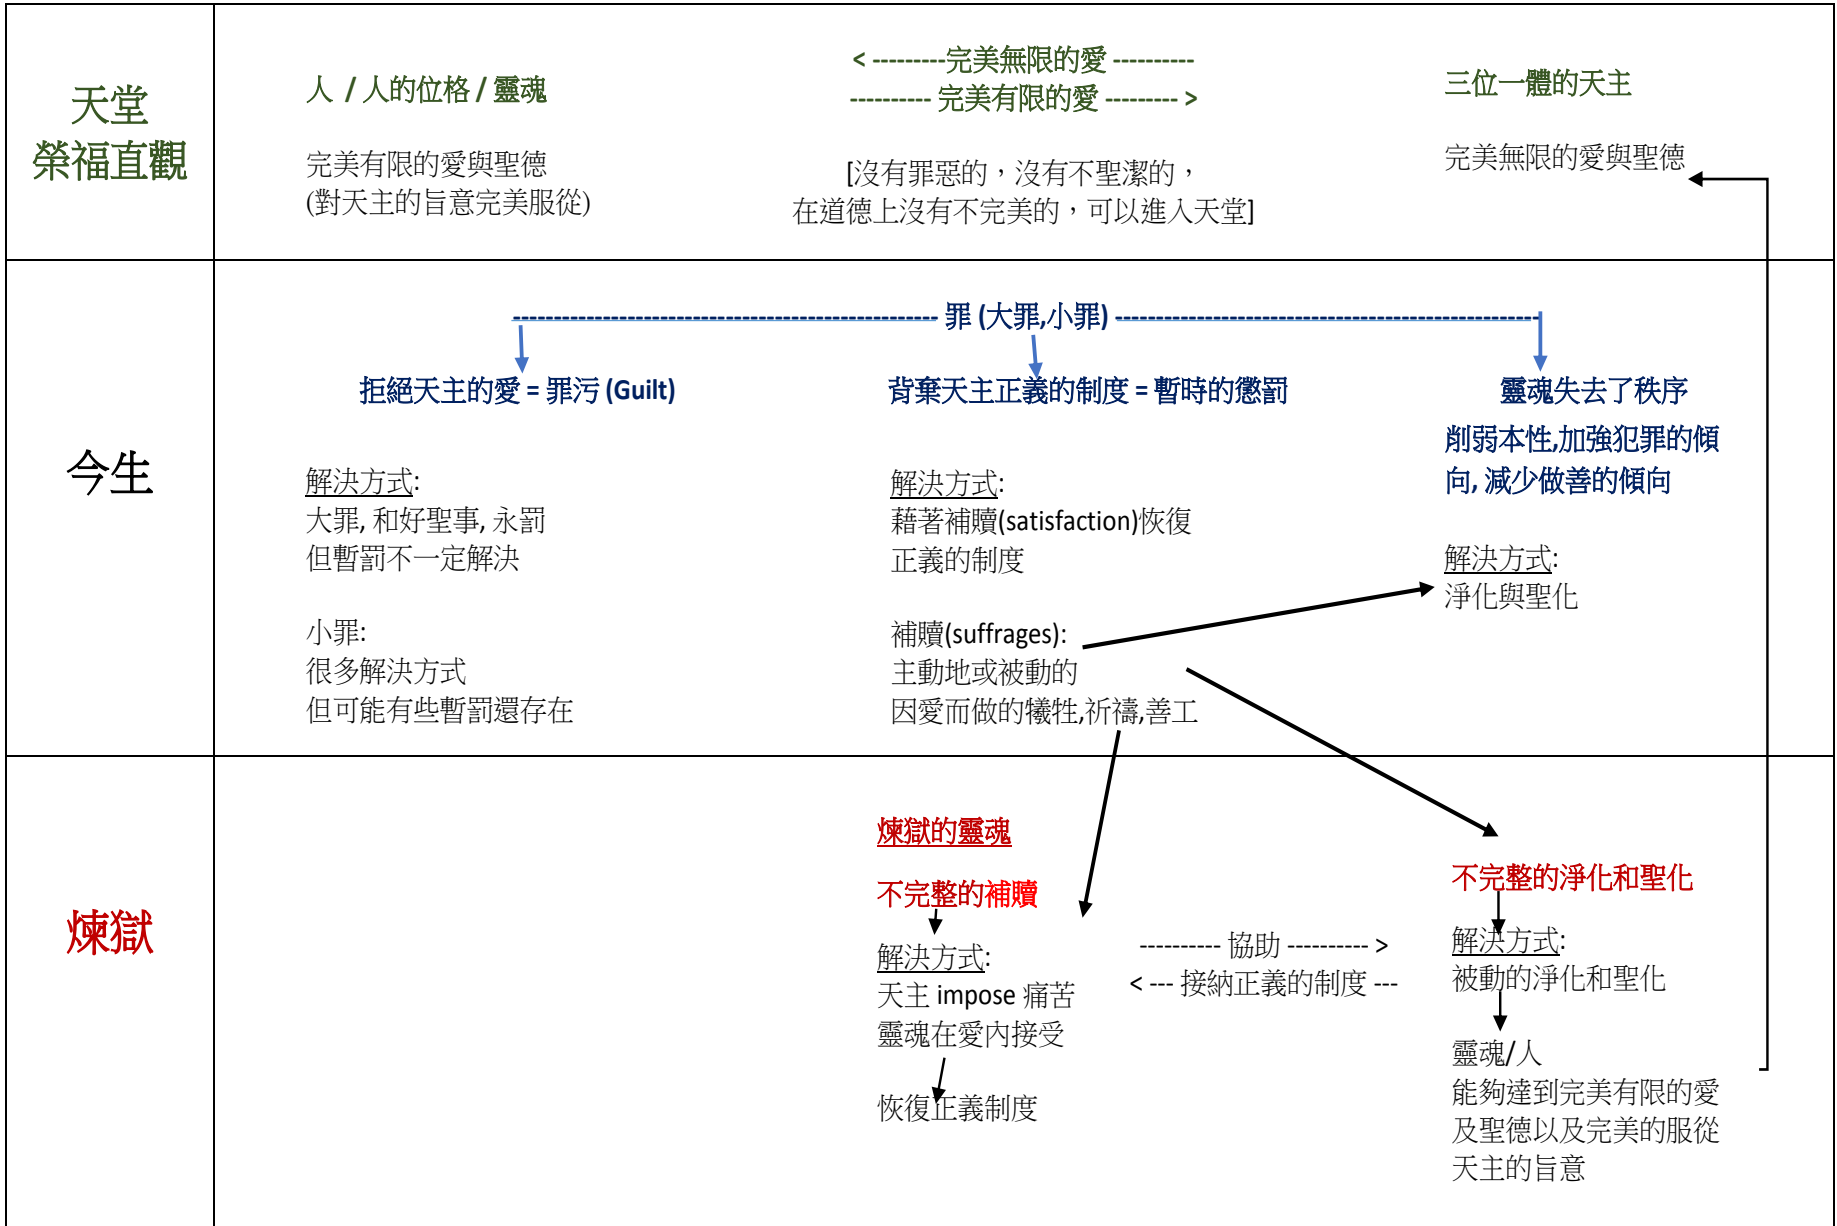 天堂
榮福直觀
人 / 人的位格 / 靈魂
完美有限的愛與聖德
(對天主的旨意完美服從)
< ---------完美無限的愛 ----------
---------- 完美有限的愛 --------- >
[沒有罪惡的，沒有不聖潔的，
在道德上沒有不完美的，可以進入天堂]
三位一體的天主
完美無限的愛與聖德
今生
---------------------------------------------------- 罪 (大罪,小罪) ----------------------------------------------------
拒絕天主的愛 = 罪污 (Guilt)
解決方式:
大罪, 和好聖事, 永罰
但暫罰不一定解決
小罪:
很多解決方式
但可能有些暫罰還存在
背棄天主正義的制度 = 暫時的懲罰
解決方式:
藉著補贖(satisfaction)恢復
正義的制度
補贖(suffrages):
主動地或被動的
因愛而做的犧牲,祈禱,善工
靈魂失去了秩序
削弱本性,加強犯罪的傾
向, 減少做善的傾向
解決方式:
淨化與聖化
煉獄
煉獄的靈魂
不完整的補贖
解決方式:
天主 impose 痛苦
靈魂在愛內接受
恢復正義制度
---------- 協助 ---------- >
< --- 接納正義的制度 ---
不完整的淨化和聖化
解決方式:
被動的淨化和聖化
靈魂/人
能夠達到完美有限的愛
及聖德以及完美的服從
天主的旨意